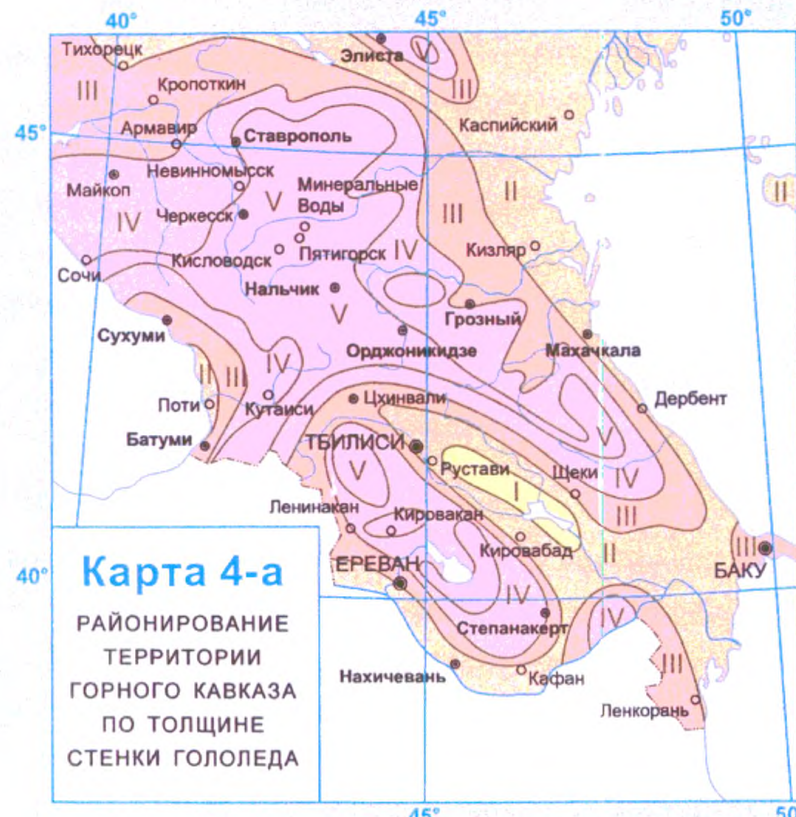 40°
45°
50°
Тихорецк
Элиста
V
III
III
Кропоткин
Каспийский
45°
Армавир
Ставрополь
Невинномысск
Майкоп
Минеральные
Воды
II
II
IV
Черкесск
V
III
IV
Кизляр
Пятигорск
Кисловодск
Сочи
Нальчик
V
Грозный
Сухуми
Орджоникидзе
Махачкала
IV
II
III
Поти
Кутаиси
Цхинвали
Дербент
Батуми
ТБИЛИСИ
V
V
Рустави
Щеки
IV
I
III
Ленинакан
Кировакан
Кировабад
II
III
БАКУ
40°
ЕРЕВАН
IV
IV
Степанакерт
III
Нахичевань
Кафан
Ленкорань
Карта 4-а
РАЙОНИРОВАНИЕ
ТЕРРИТОРИИ
ГОРНОГО КАВКАЗА
ПО ТОЛЩИНЕ
СТЕНКИ ГОЛОЛЕДА
45°
50